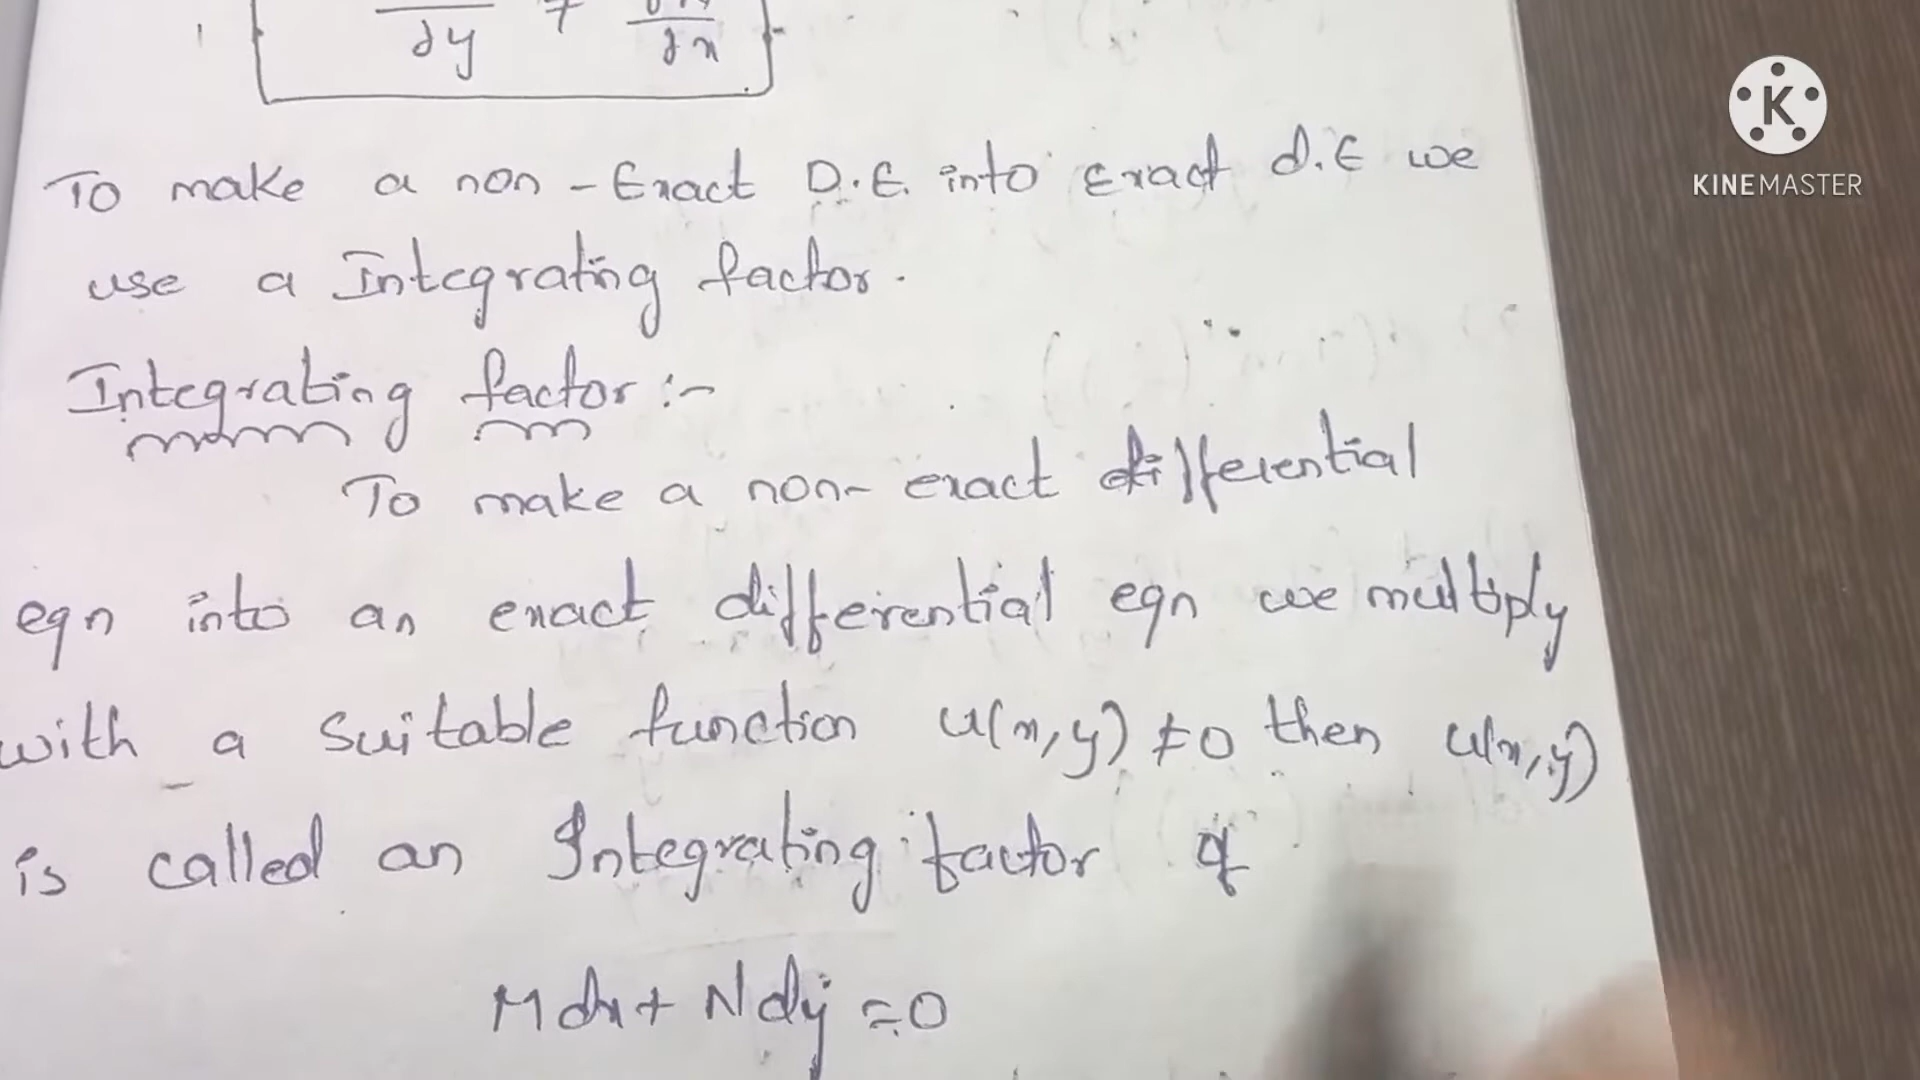 ∂y ≠ ∂x
To make a non-Exact D.E. into Exact d.E we
use a Integrating factor.
Integrating factor :-
To make a non-exact differential
eqn into an exact differential eqn we multiply
with a suitable function u(x,y) ≠ 0 then u(x,y)
is called an Integrating factor of
Mdx + Ndy = 0
K
KINEMASTER